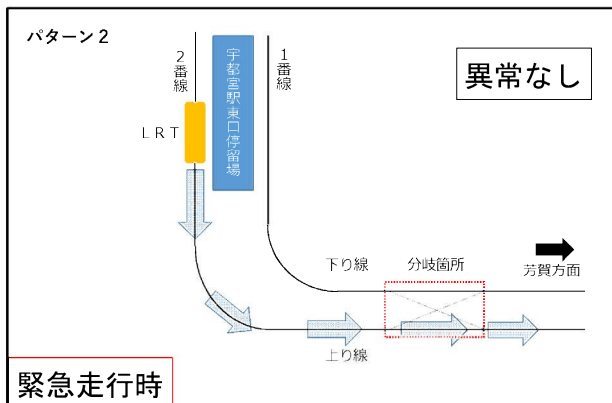 パターン２
２番線
宇都宮駅東口停留場
１番線
異常なし
ＬＲＴ
下り線
分岐箇所
芳賀方面
上り線
緊急走行時